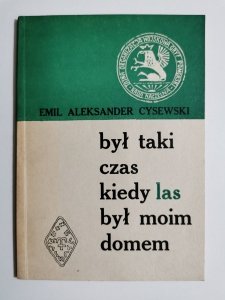 EMIL ALEKSANDER CYSEWSKI
był taki
czas
kiedy las
był moim
domem